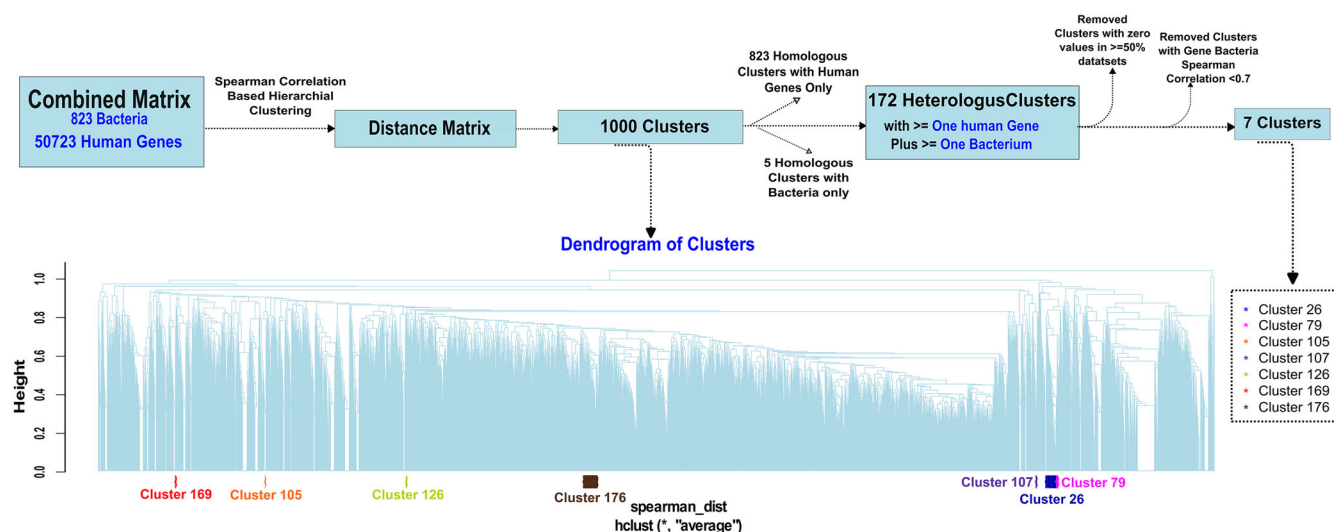 Combined Matrix
823 Bacteria
50723 Human Genes
Spearman Correlation
Based Hierarchial
Clustering
Distance Matrix
1000 Clusters
823 Homologous
Clusters with Human
Genes Only
5 Homologous
Clusters with
Bacteria only
172 HeterologusClusters
with >= One human Gene
Plus >= One Bacterium
Removed
Clusters with zero
values in >=50%
datatsets
Removed Clusters
with Gene Bacteria
Spearman
Correlation <0.7
7 Clusters
Dendrogram of Clusters
Height
1.0
0.8
0.6
0.4
0.2
0.0
* Cluster 26
* Cluster 79
* Cluster 105
* Cluster 107
* Cluster 126
* Cluster 169
* Cluster 176
Cluster 169
Cluster 105
Cluster 126
Cluster 176
Cluster 107
Cluster 26
Cluster 79
spearman_dist
hclust (*, "average")